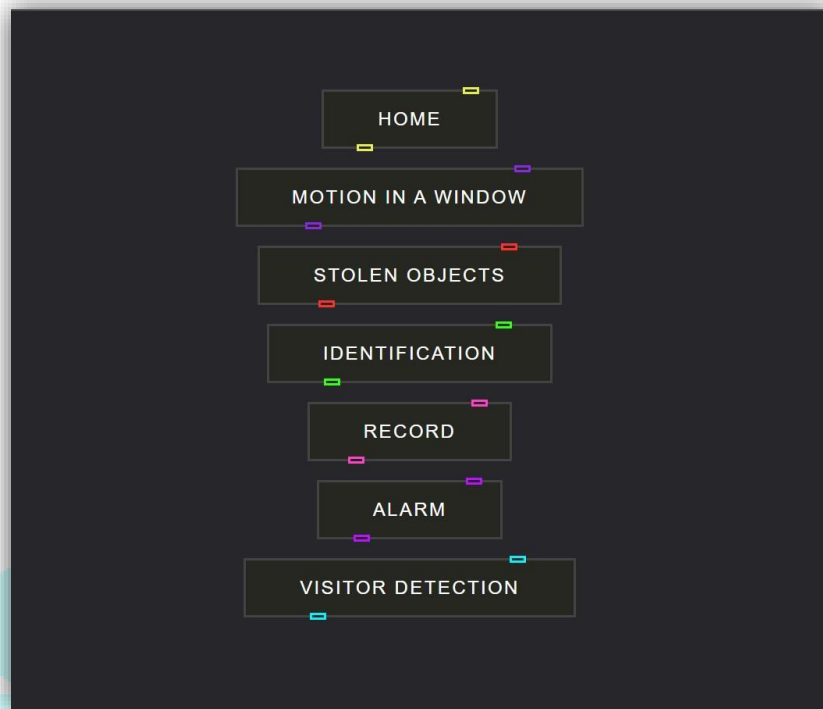 HOME
MOTION IN A WINDOW
STOLEN OBJECTS
IDENTIFICATION
RECORD
ALARM
VISITOR DETECTION